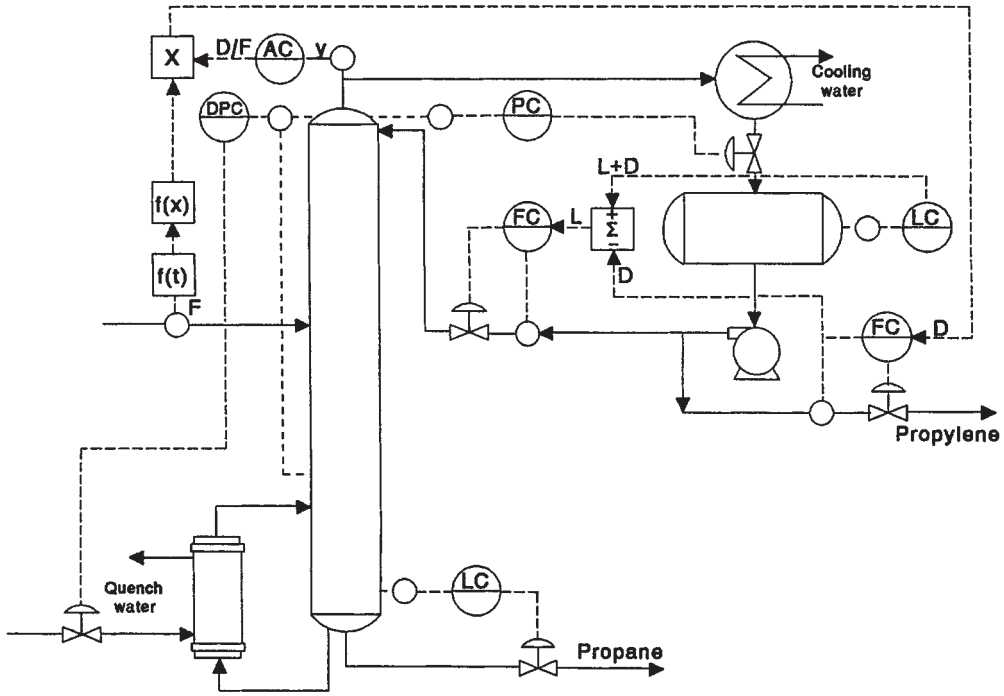 D/F
AC
y
X
Cooling
water
DPC
PC
L+D
f(x)
FC
L
+
Σ
−
LC
D
f(t)
F
FC
D
Propylene
Quench
water
LC
Propane